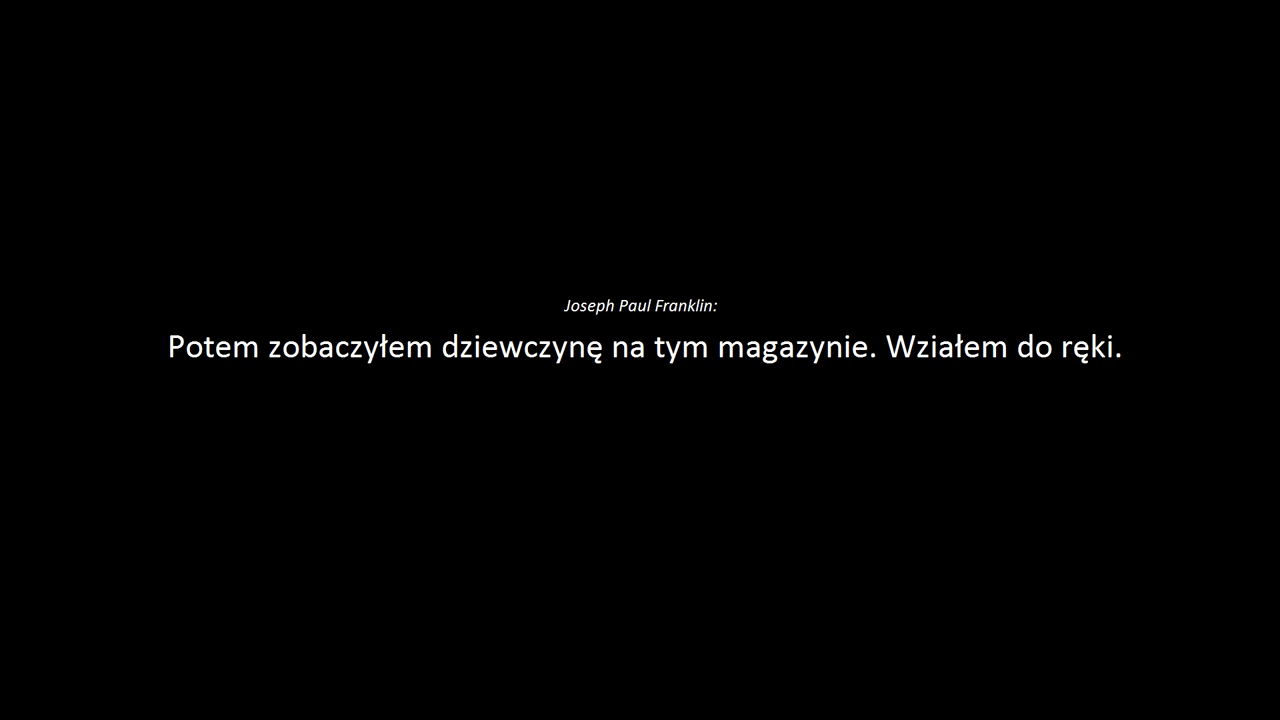 Joseph Paul Franklin:
Potem zobaczyłem dziewczynę na tym magazynie. Wziałem do ręki.